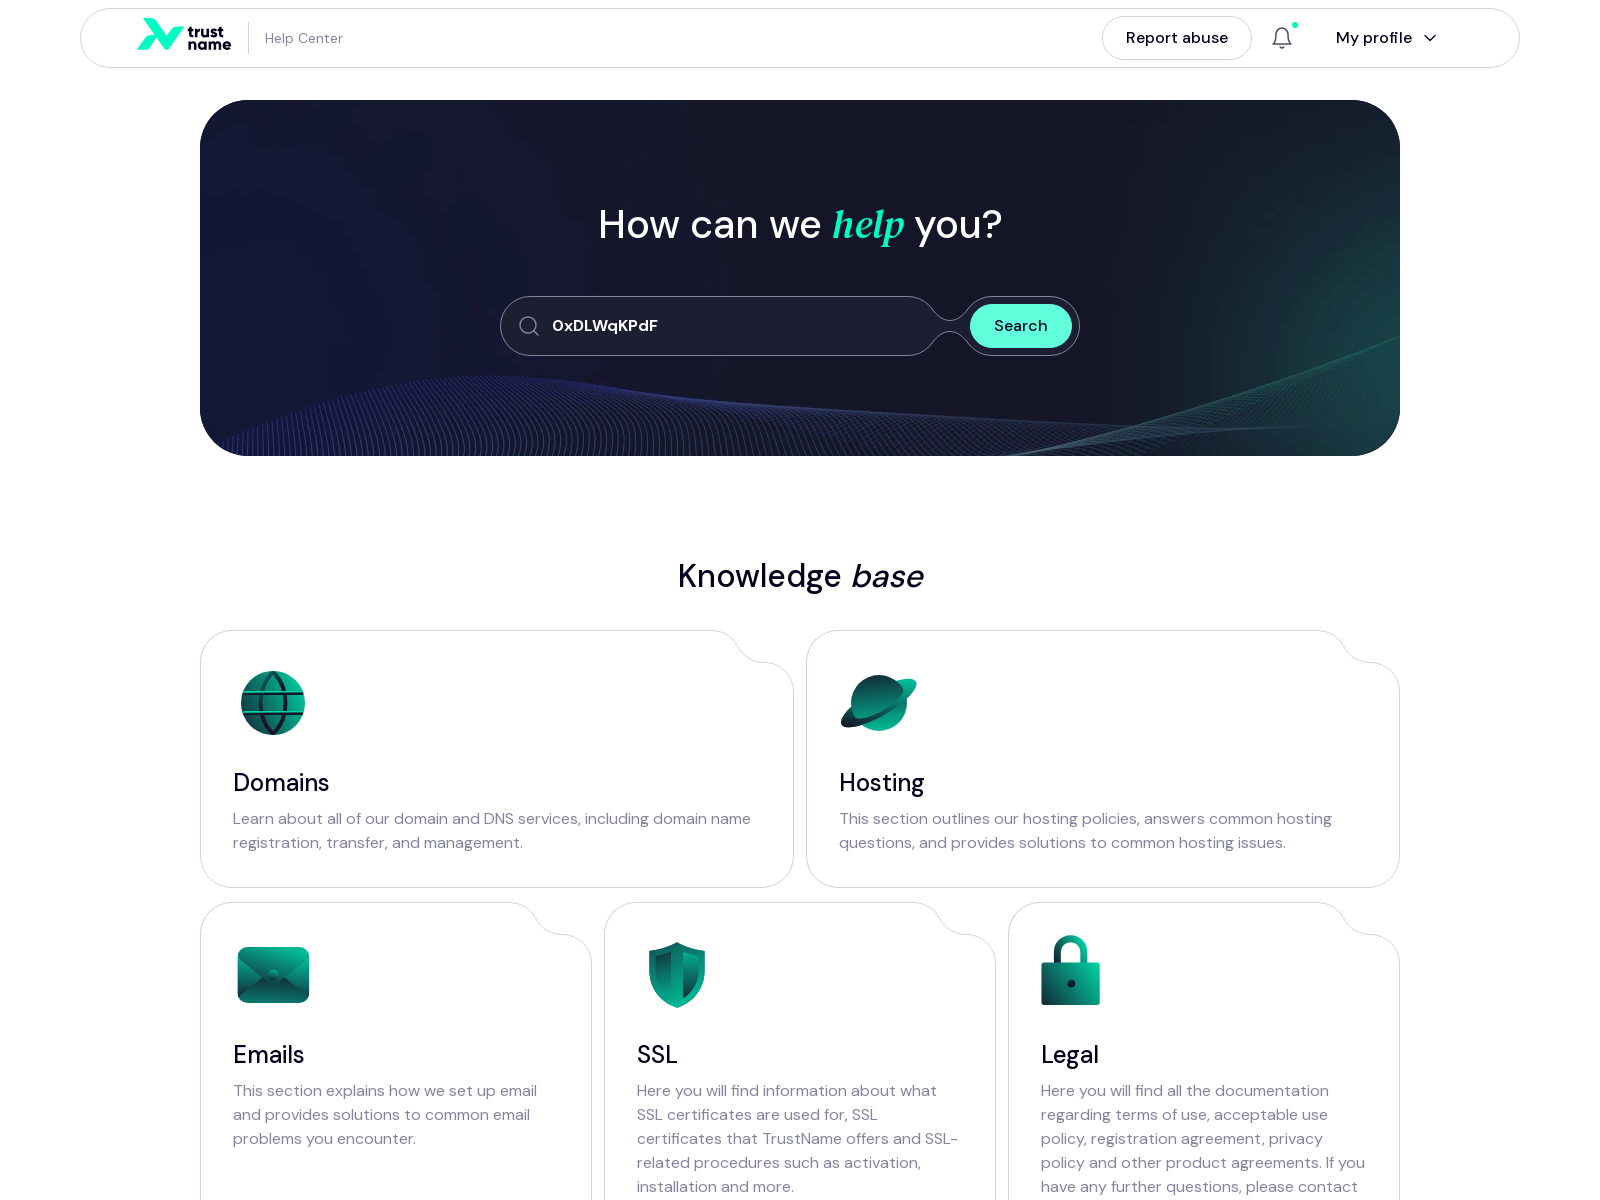 trust
name
Help Center
Report abuse
My profile
How can we help you?
0xDLWqKPdF
Search
Knowledge base
Domains
Learn about all of our domain and DNS services, including domain name
registration, transfer, and management.
Hosting
This section outlines our hosting policies, answers common hosting
questions, and provides solutions to common hosting issues.
Emails
This section explains how we set up email
and provides solutions to common email
problems you encounter.
SSL
Here you will find information about what
SSL certificates are used for, SSL
certificates that TrustName offers and SSL-
related procedures such as activation,
installation and more.
Legal
Here you will find all the documentation
regarding terms of use, acceptable use
policy, registration agreement, privacy
policy and other product agreements. If you
have any further questions, please contact